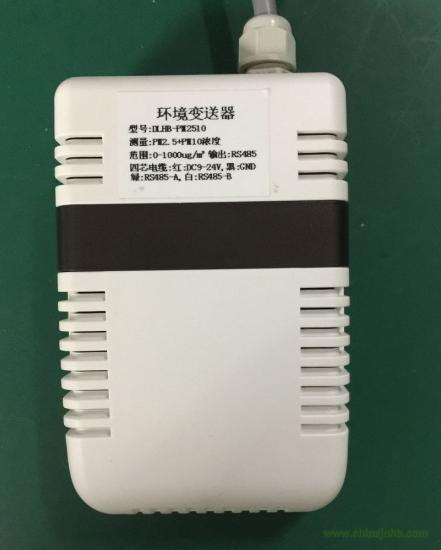 环境变送器
型号:DLHB-PM2510
测量:PM2.5+PM10浓度
范围:0-1000ug/m³ 输出:RS485
四芯电缆:红:DC9-24V,黑:GND
绿:RS485-A,白:RS485-B
www.chinajnhb.com